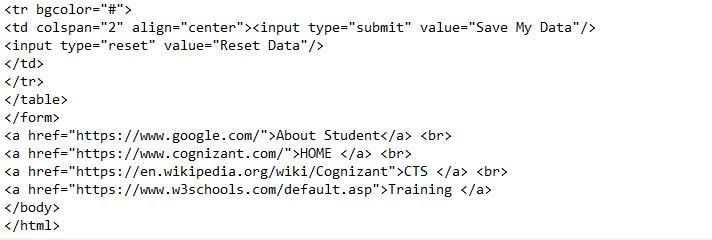 <tr bgcolor="#">
<td colspan="2" align="center"><input type="submit" value="Save My Data"/>
<input type="reset" value="Reset Data"/>
</td>
</tr>
</table>
</form>
<a href="https://www.google.com/">About Student</a> <br>
<a href="https://www.cognizant.com/">HOME </a> <br>
<a href="https://en.wikipedia.org/wiki/Cognizant">CTS </a> <br>
<a href="https://www.w3schools.com/default.asp">Training </a>
</body>
</html>